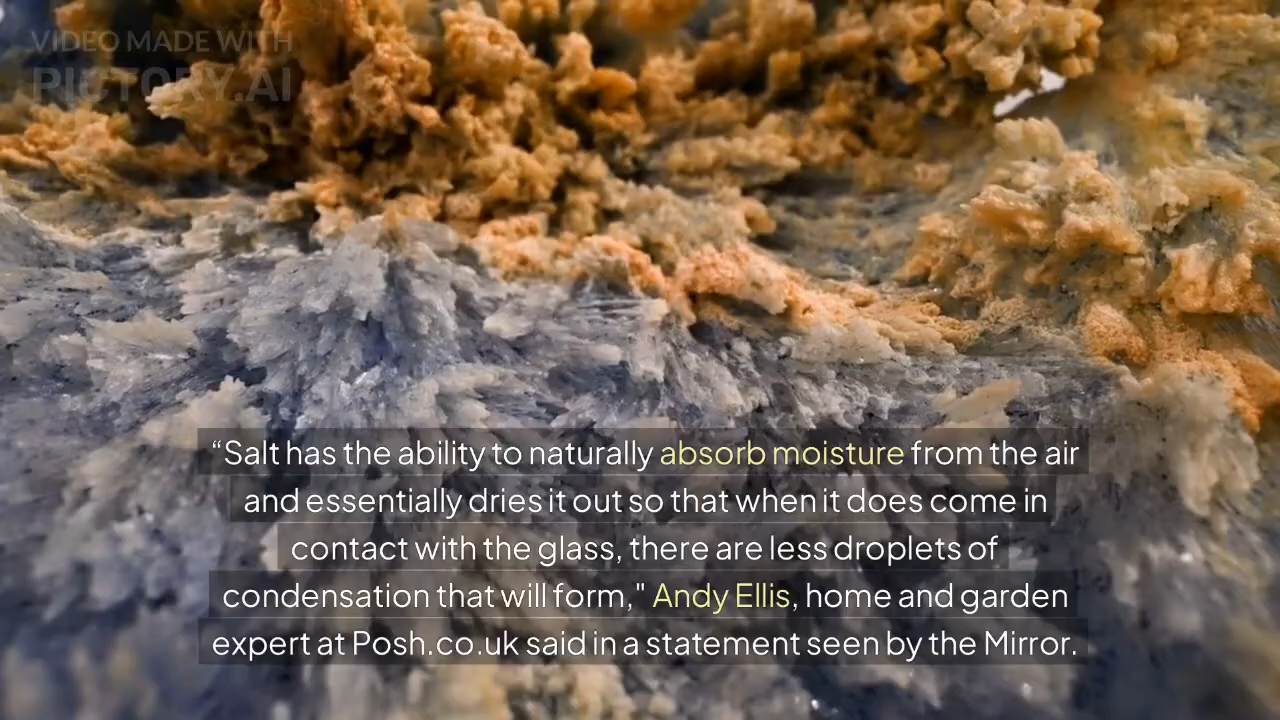 VIDEO MADE WITH
PICTORY.AI
“Salt has the ability to naturally absorb moisture from the air
and essentially dries it out so that when it does come in
contact with the glass, there are less droplets of
condensation that will form," Andy Ellis, home and garden
expert at Posh.co.uk said in a statement seen by the Mirror.